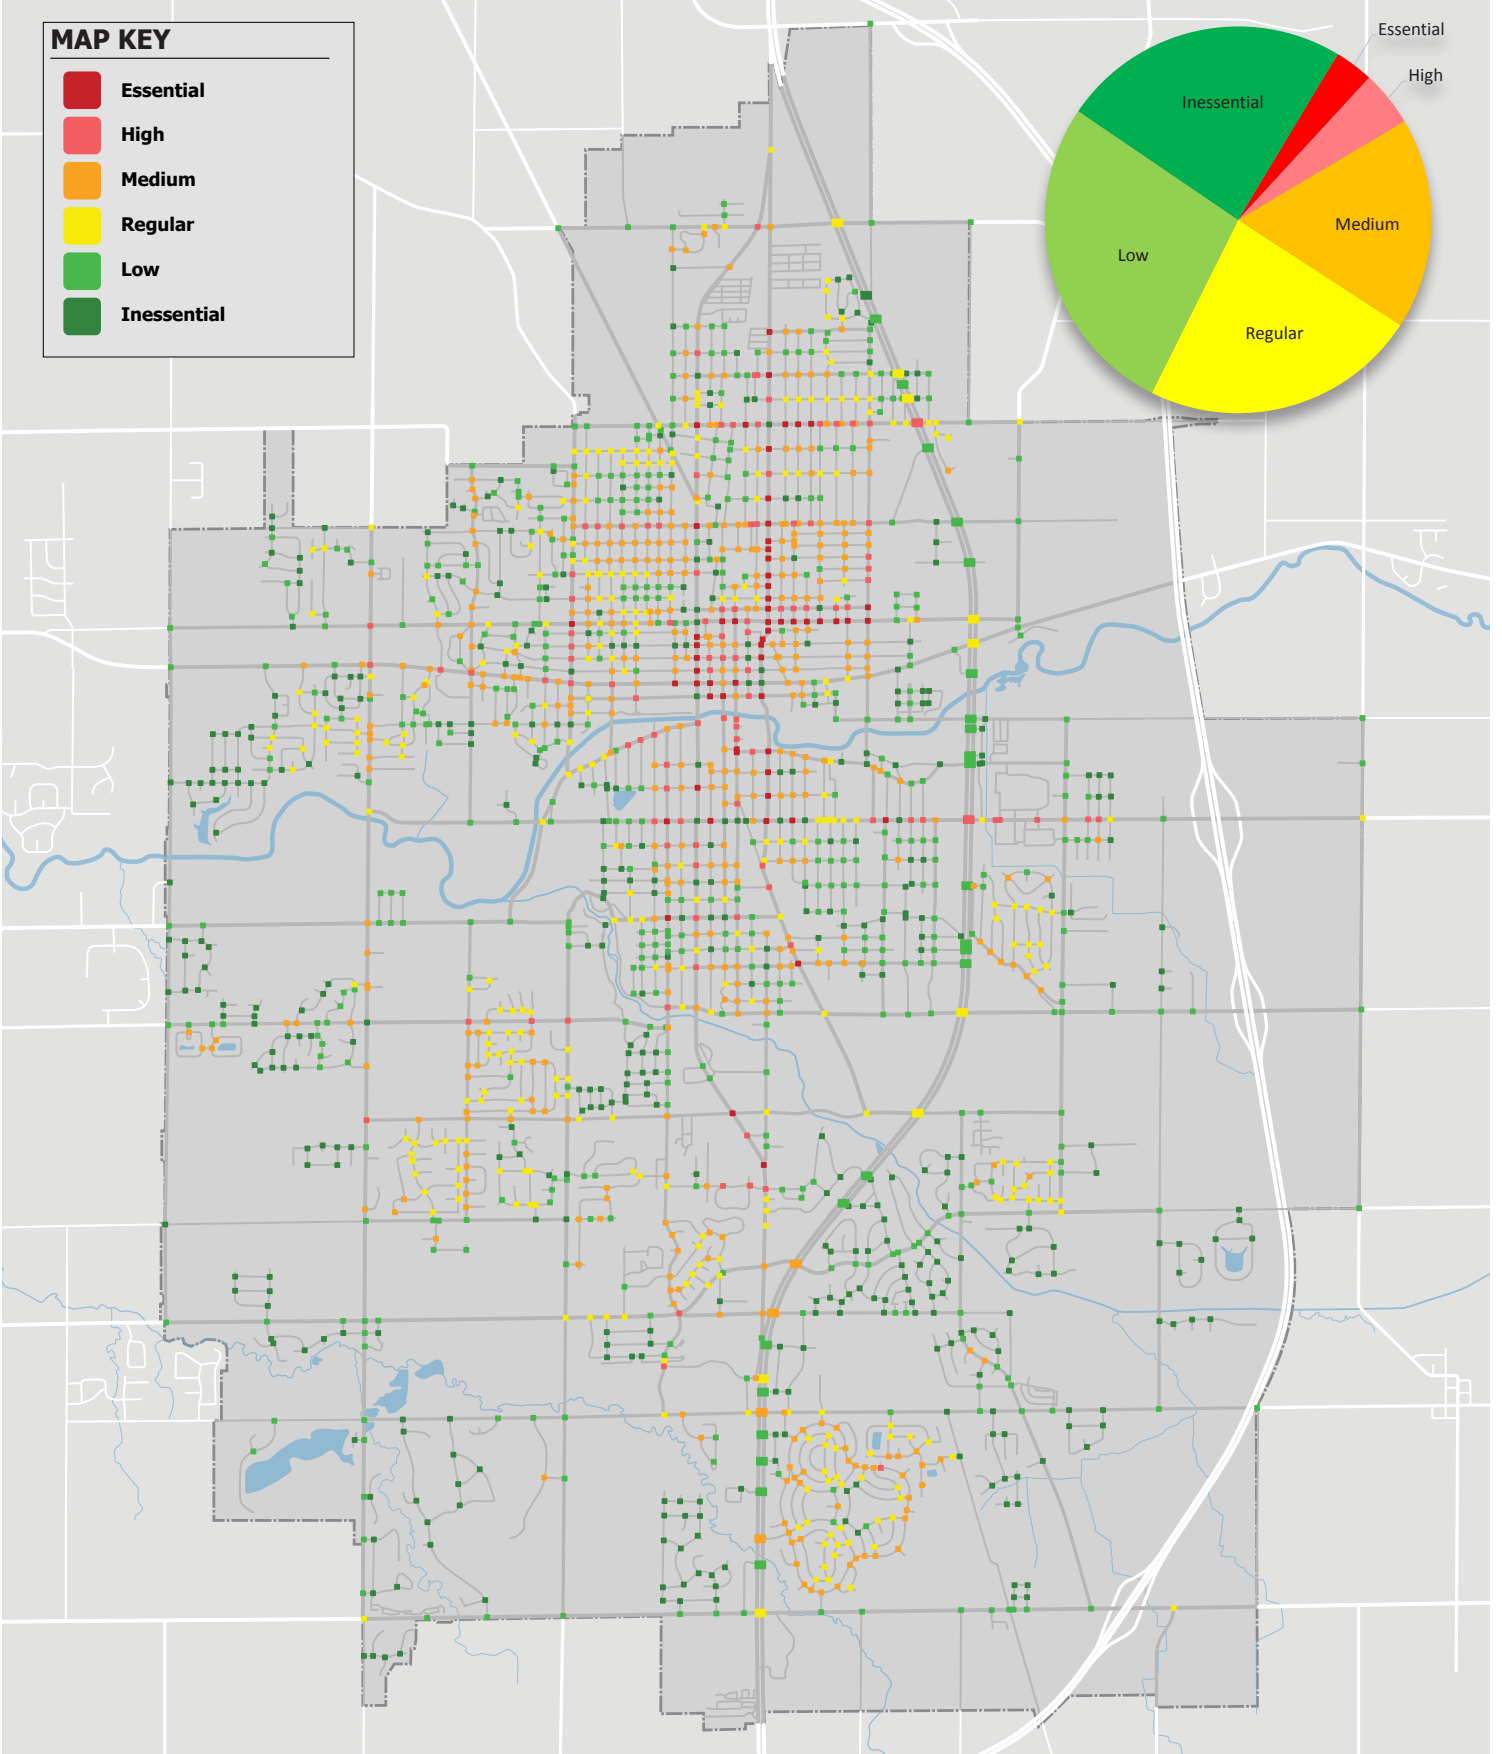 MAP KEY
Essential
High
Medium
Regular
Low
Inessential
Essential
High
Inessential
Medium
Low
Regular